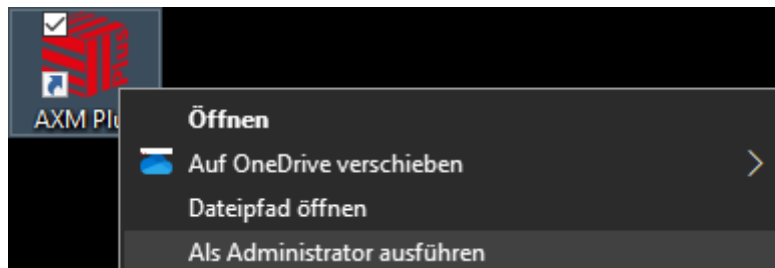 AXM Plu
Öffnen
Auf OneDrive verschieben
Dateipfad öffnen
Als Administrator ausführen